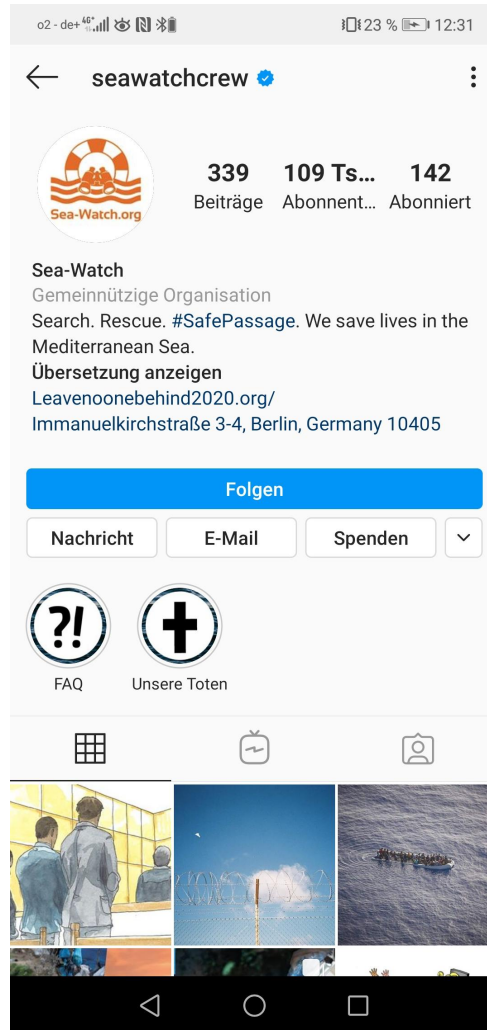 o2 - de+ 4G+ 23 % 12:31
seawatchcrew
339 109 Ts... 142
Beiträge Abonnent... Abonniert
Sea-Watch.org
Sea-Watch
Gemeinnützige Organisation
Search. Rescue. #SafePassage. We save lives in the
Mediterranean Sea.
Übersetzung anzeigen
Leavenoonebehind2020.org/
Immanuelkirchstraße 3-4, Berlin, Germany 10405
Folgen
Nachricht E-Mail Spenden
?!
FAQ Unsere Toten